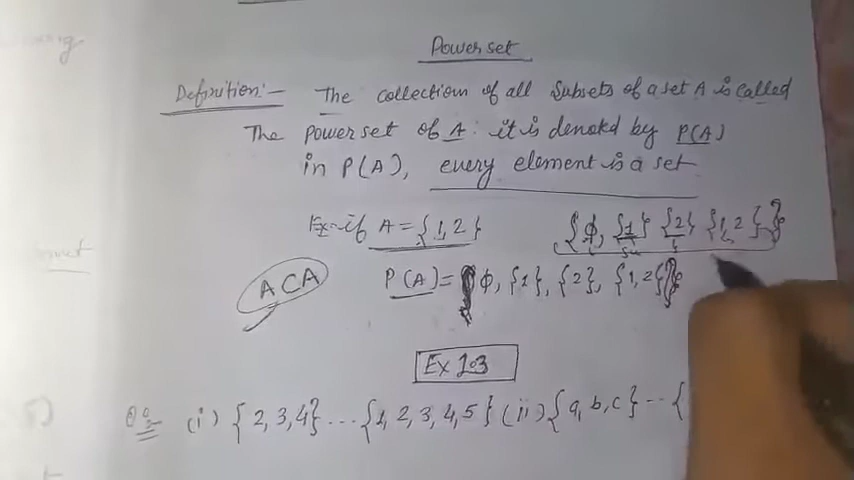 Power set
Definition:- The collection of all Subsets of a set A is called
The power set of A. it is denoted by P(A)
in P(A), every element is a set
Ex-if A = {1,2} {ϕ, {1} {2} {1,2}}
ACA P(A) = {ϕ, {1}, {2}, {1,2}}
Ex 1.3
(i) {2,3,4} ... {1,2,3,4,5} (ii) {a,b,c} ... {